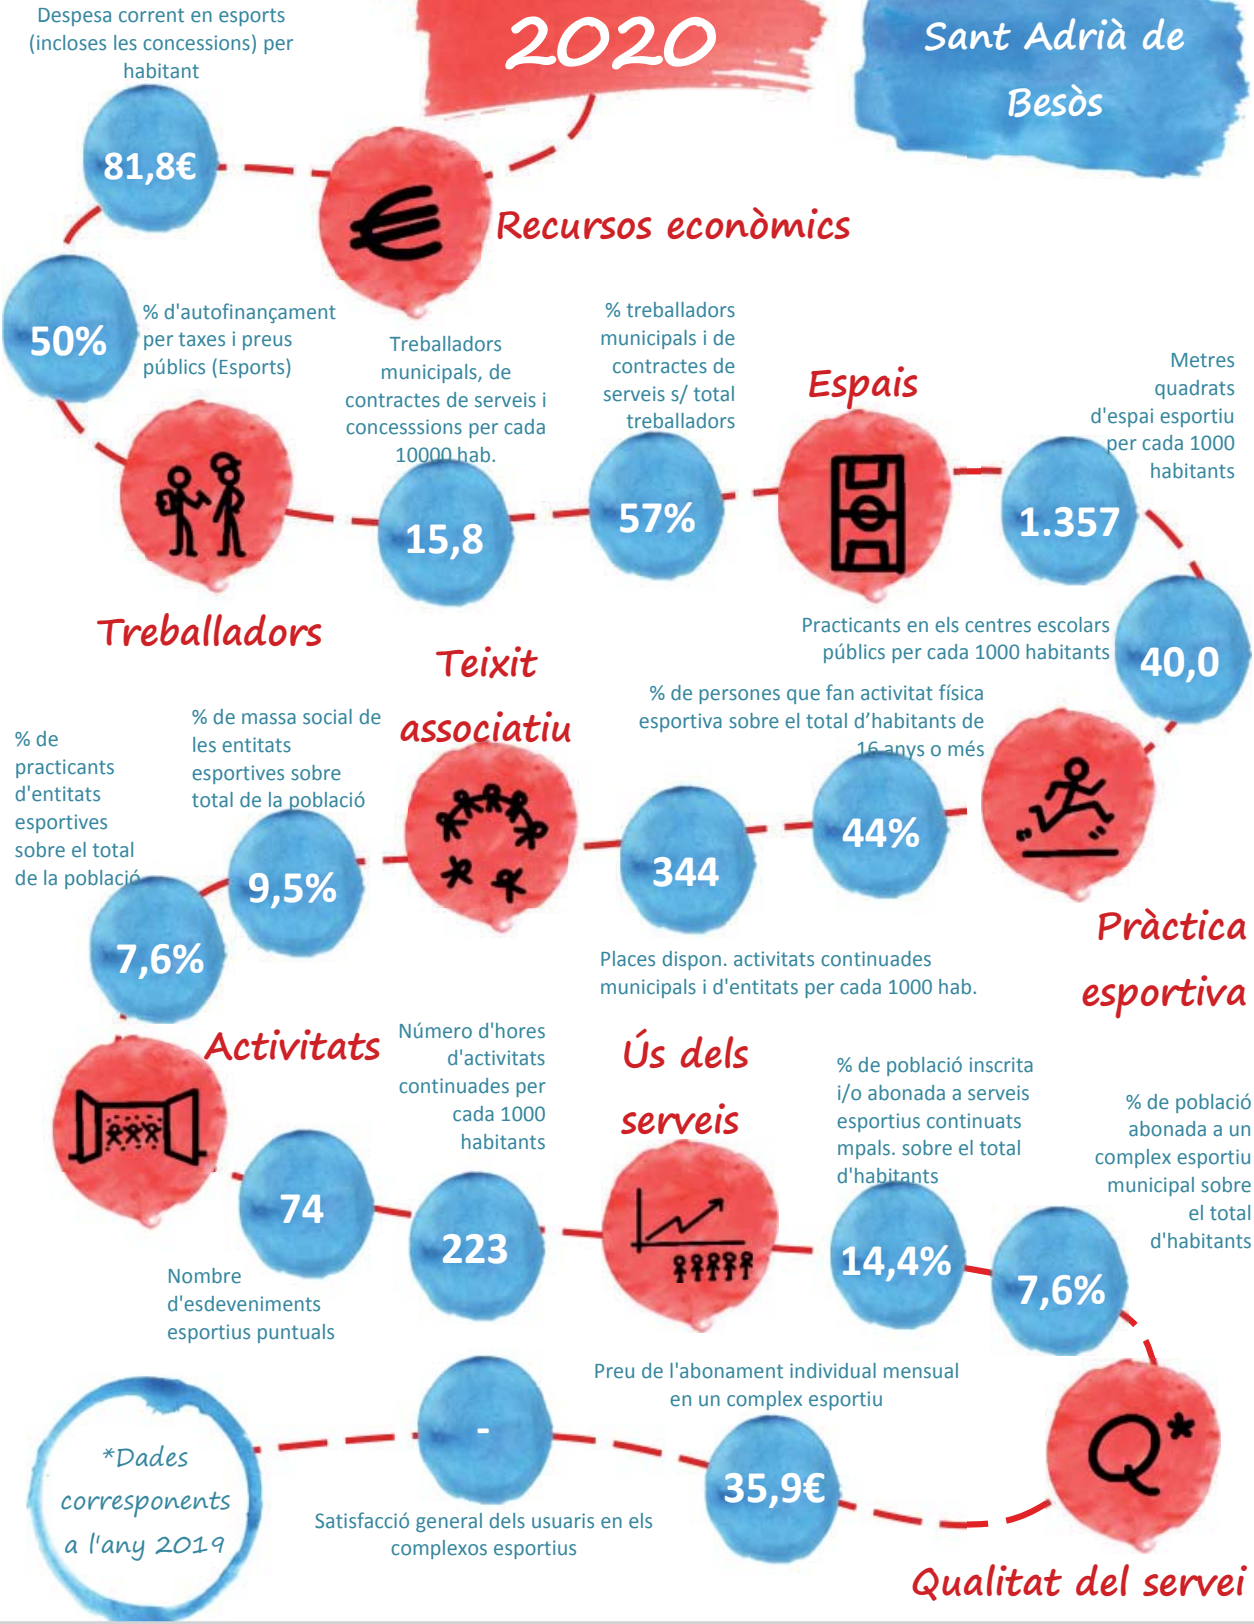 Despesa corrent en esports
(incloses les concessions) per
habitant
2020
Sant Adrià de
Besòs
81,8€
Recursos econòmics
50%
% d'autofinançament
per taxes i preus
públics (Esports)
Treballadors
municipals, de
contractes de serveis i
concesssions per cada
10000 hab.
% treballadors
municipals i de
contractes de
serveis s/ total
treballadors
Espais
Metres
quadrats
d'espai esportiu
per cada 1000
habitants
15,8
57%
1.357
Treballadors
Practicants en els centres escolars
públics per cada 1000 habitants
40,0
Teixit
associatiu
% de persones que fan activitat física
esportiva sobre el total d’habitants de
16 anys o més
% de
practicants
d'entitats
esportives
sobre el total
de la població
% de massa social de
les entitats
esportives sobre
total de la població
44%
344
9,5%
7,6%
Pràctica
esportiva
Places dispon. activitats continuades
municipals i d'entitats per cada 1000 hab.
Activitats
Número d'hores
d'activitats
continuades per
cada 1000
habitants
Ús dels
serveis
% de població inscrita
i/o abonada a serveis
esportius continuats
mpals. sobre el total
d'habitants
% de població
abonada a un
complex esportiu
municipal sobre
el total
d'habitants
74
223
14,4%
7,6%
Nombre
d'esdeveniments
esportius puntuals
Preu de l'abonament individual mensual
en un complex esportiu
-
35,9€
Q*
*Dades
corresponents
a l'any 2019
Satisfacció general dels usuaris en els
complexos esportius
Qualitat del servei